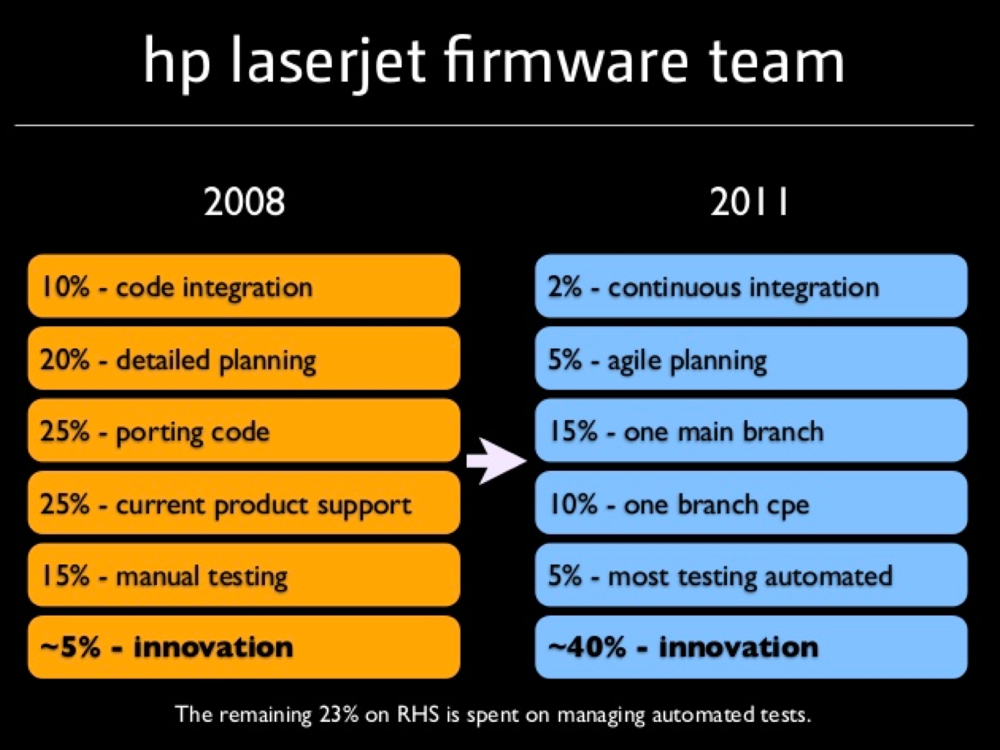 hp laserjet firmware team
2008
2011
10% - code integration
20% - detailed planning
25% - porting code
25% - current product support
15% - manual testing
~5% - innovation
2% - continuous integration
5% - agile planning
15% - one main branch
10% - one branch cpe
5% - most testing automated
~40% - innovation
The remaining 23% on RHS is spent on managing automated tests.